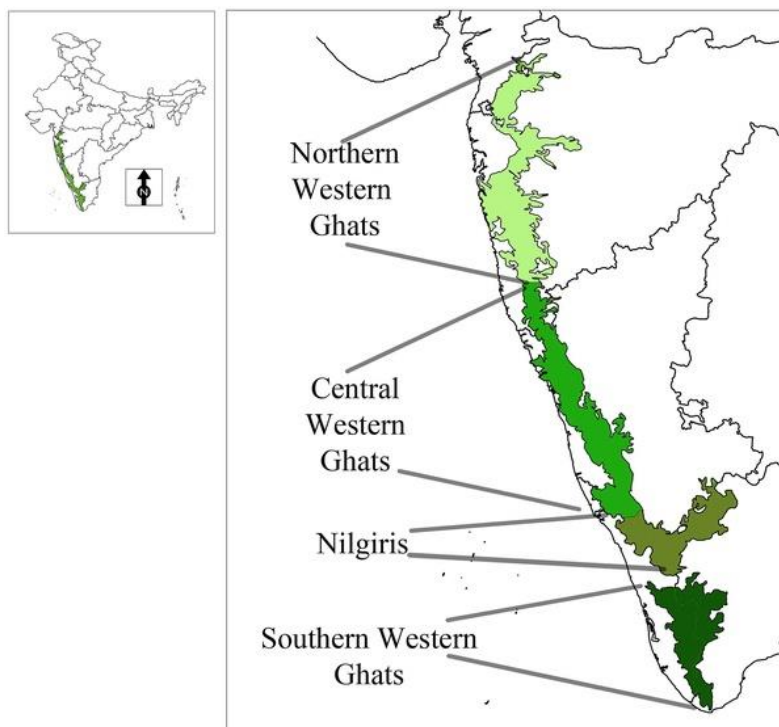 Northern
Western
Ghats
Central
Western
Ghats
Nilgiris
Southern Western
Ghats